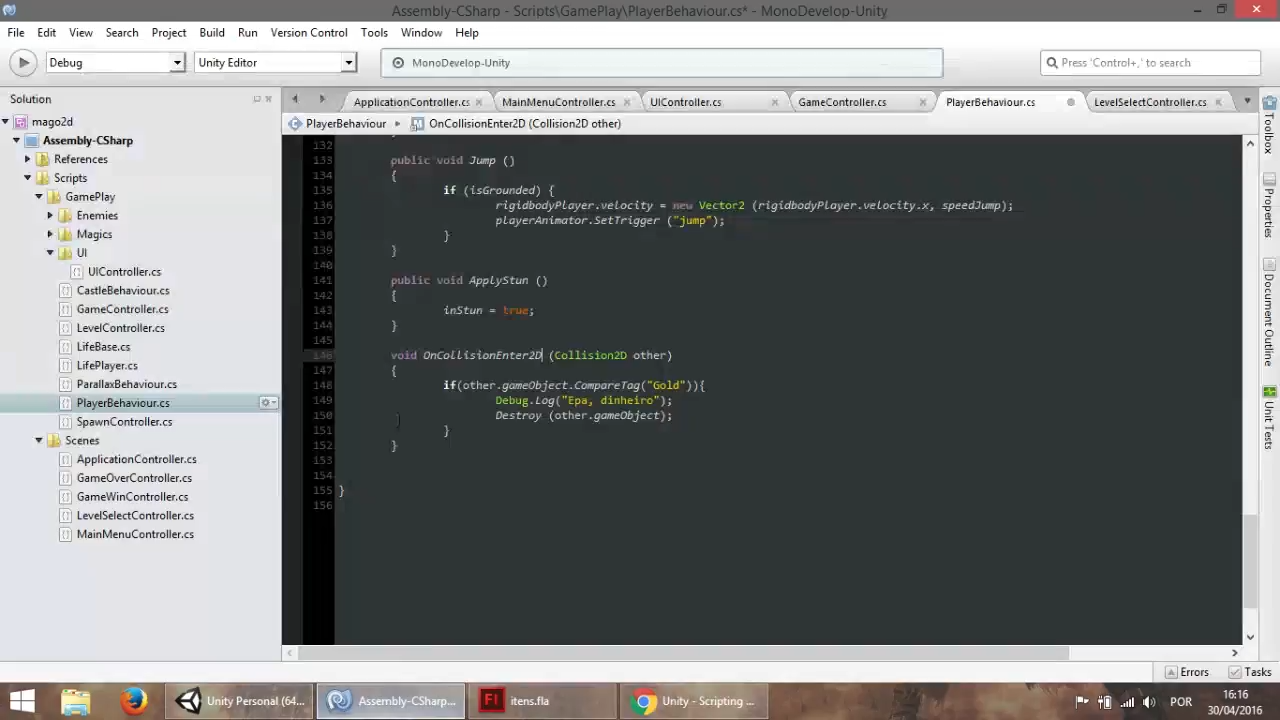 Assembly-CSharp - Scripts\GamePlay\PlayerBehaviour.cs* - MonoDevelop-Unity
File Edit View Search Project Build Run Version Control Tools Window Help
Debug Unity Editor MonoDevelop-Unity Press 'Control+,' to search
Solution
ApplicationController.cs MainMenuController.cs UIController.cs GameController.cs PlayerBehaviour.cs LevelSelectController.cs
PlayerBehaviour OnCollisionEnter2D (Collision2D other)
mago2d
Assembly-CSharp
References
Scripts
GamePlay
Enemies
Magics
UI
UIController.cs
CastleBehaviour.cs
GameController.cs
LevelController.cs
LifeBase.cs
LifePlayer.cs
ParallaxBehaviour.cs
PlayerBehaviour.cs
SpawnController.cs
Scenes
ApplicationController.cs
GameOverController.cs
GameWinController.cs
LevelSelectController.cs
MainMenuController.cs
132
133 public void Jump ()
134 {
135 if (isGrounded) {
136 rigidbodyPlayer.velocity = new Vector2 (rigidbodyPlayer.velocity.x, speedJump);
137 playerAnimator.SetTrigger ("jump");
138 }
139 }
140
141 public void ApplyStun ()
142 {
143 inStun = true;
144 }
145
146 void OnCollisionEnter2D (Collision2D other)
147 {
148 if(other.gameObject.CompareTag("Gold")){
149 Debug.Log("Epa, dinheiro");
150 Destroy (other.gameObject);
151 }
152 }
153
154
155 }
156
Toolbox
Properties
Document Outline
Unit Tests
Errors Tasks
Unity Personal (64... Assembly-CSharp... Fl itens.fla Unity - Scripting ... POR
16:16
30/04/2016